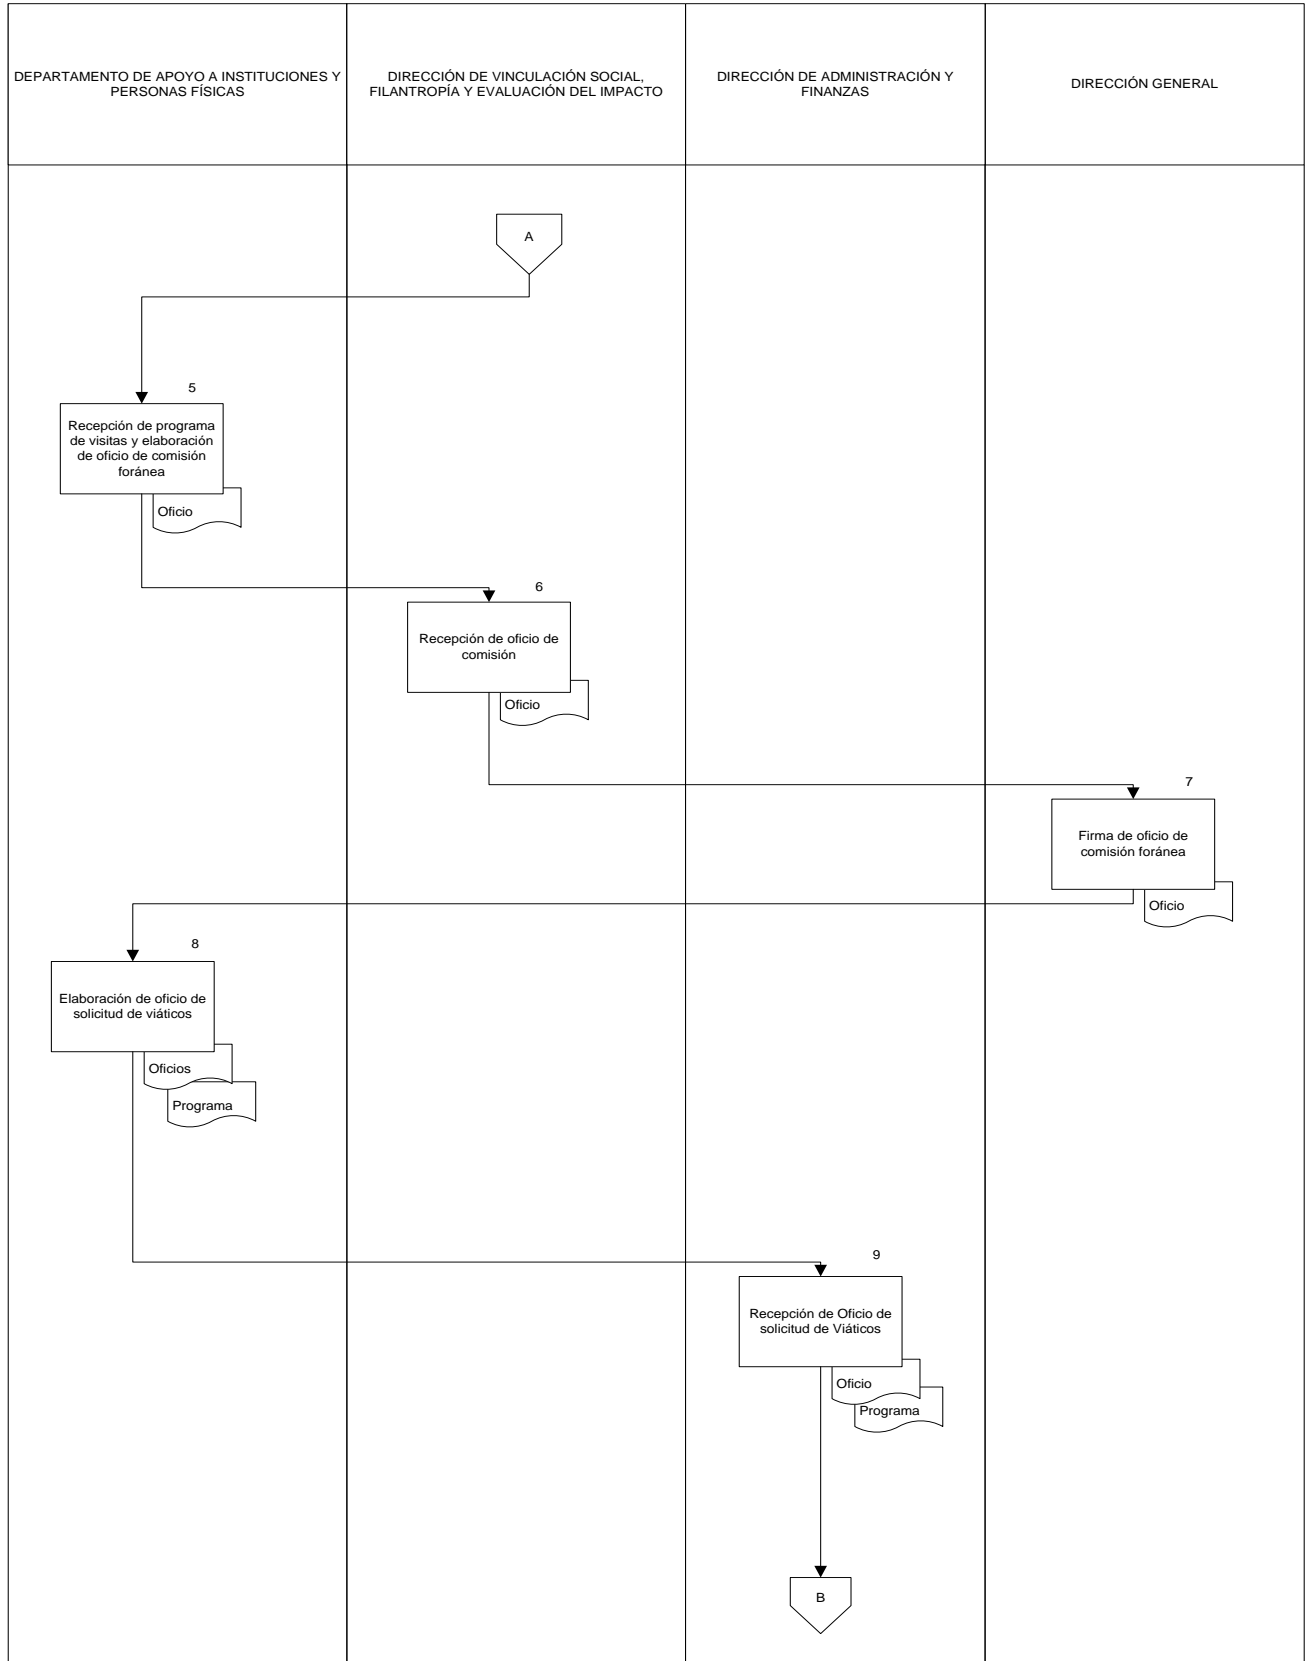 DEPARTAMENTO DE APOYO A INSTITUCIONES Y
PERSONAS FÍSICAS
DIRECCIÓN DE VINCULACIÓN SOCIAL,
FILANTROPÍA Y EVALUACIÓN DEL IMPACTO
DIRECCIÓN DE ADMINISTRACIÓN Y
FINANZAS
DIRECCIÓN GENERAL
A
5
Recepción de programa
de visitas y elaboración
de oficio de comisión
foránea
Oficio
6
Recepción de oficio de
comisión
Oficio
7
Firma de oficio de
comisión foránea
Oficio
8
Elaboración de oficio de
solicitud de viáticos
Oficios
Programa
9
Recepción de Oficio de
solicitud de Viáticos
Oficio
Programa
B